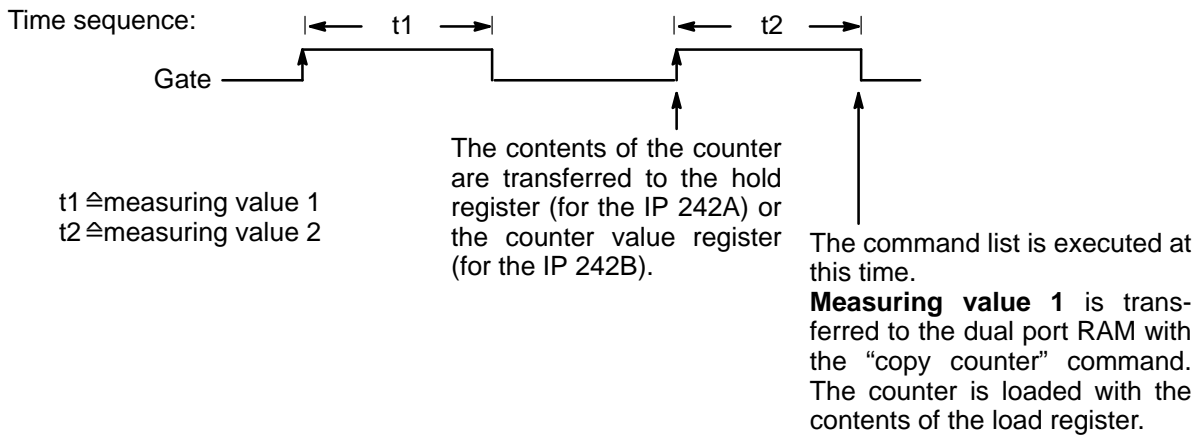 Time sequence:
t1
t2
Gate
The contents of the counter
are transferred to the hold
register (for the IP 242A) or
the counter value register
(for the IP 242B).
t1 ≙measuring value 1
t2 ≙measuring value 2
The command list is executed at
this time.
Measuring value 1 is trans-
ferred to the dual port RAM with
the “copy counter” command.
The counter is loaded with the
contents of the load register.